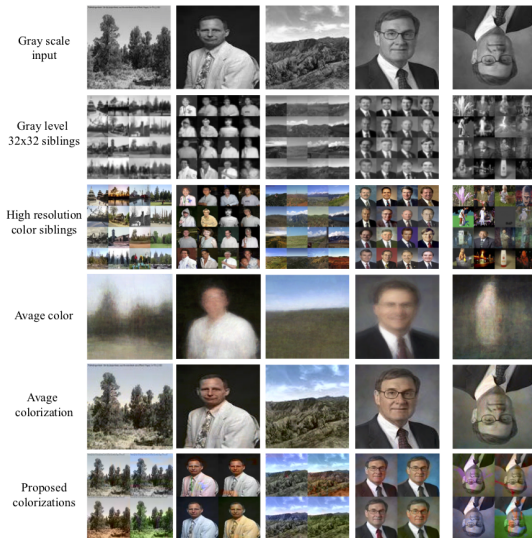 Gray scale
input
Gray level
32x32 siblings
High resolution
color siblings
Avage color
Avage
colorization
Proposed
colorizations